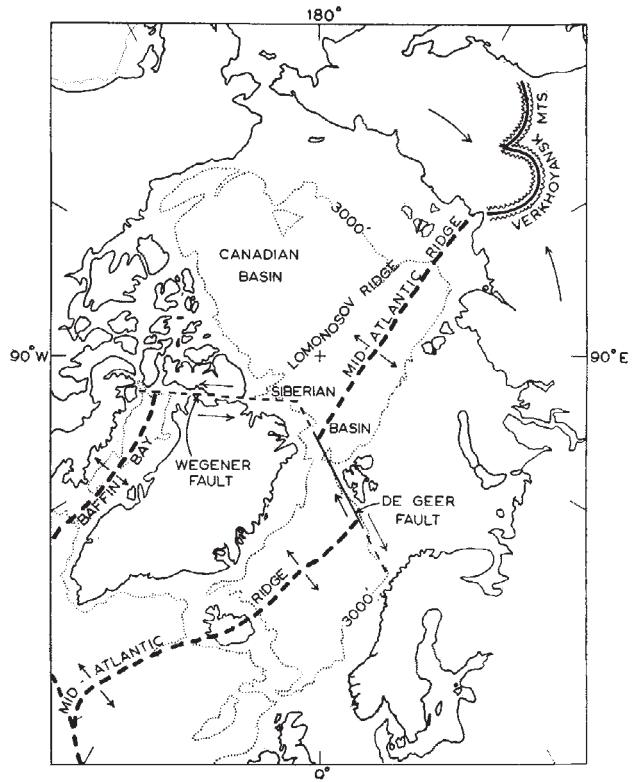 180°
VERKHOYANSK MTS.
3000'
CANADIAN
BASIN
LOMONOSOV RIDGE
MID-ATLANTIC RIDGE
90°W
90°E
SIBERIAN
BASIN
WEGENER
FAULT
BAFFIN BAY
DE GEER
FAULT
3000'
MID-ATLANTIC RIDGE
0°